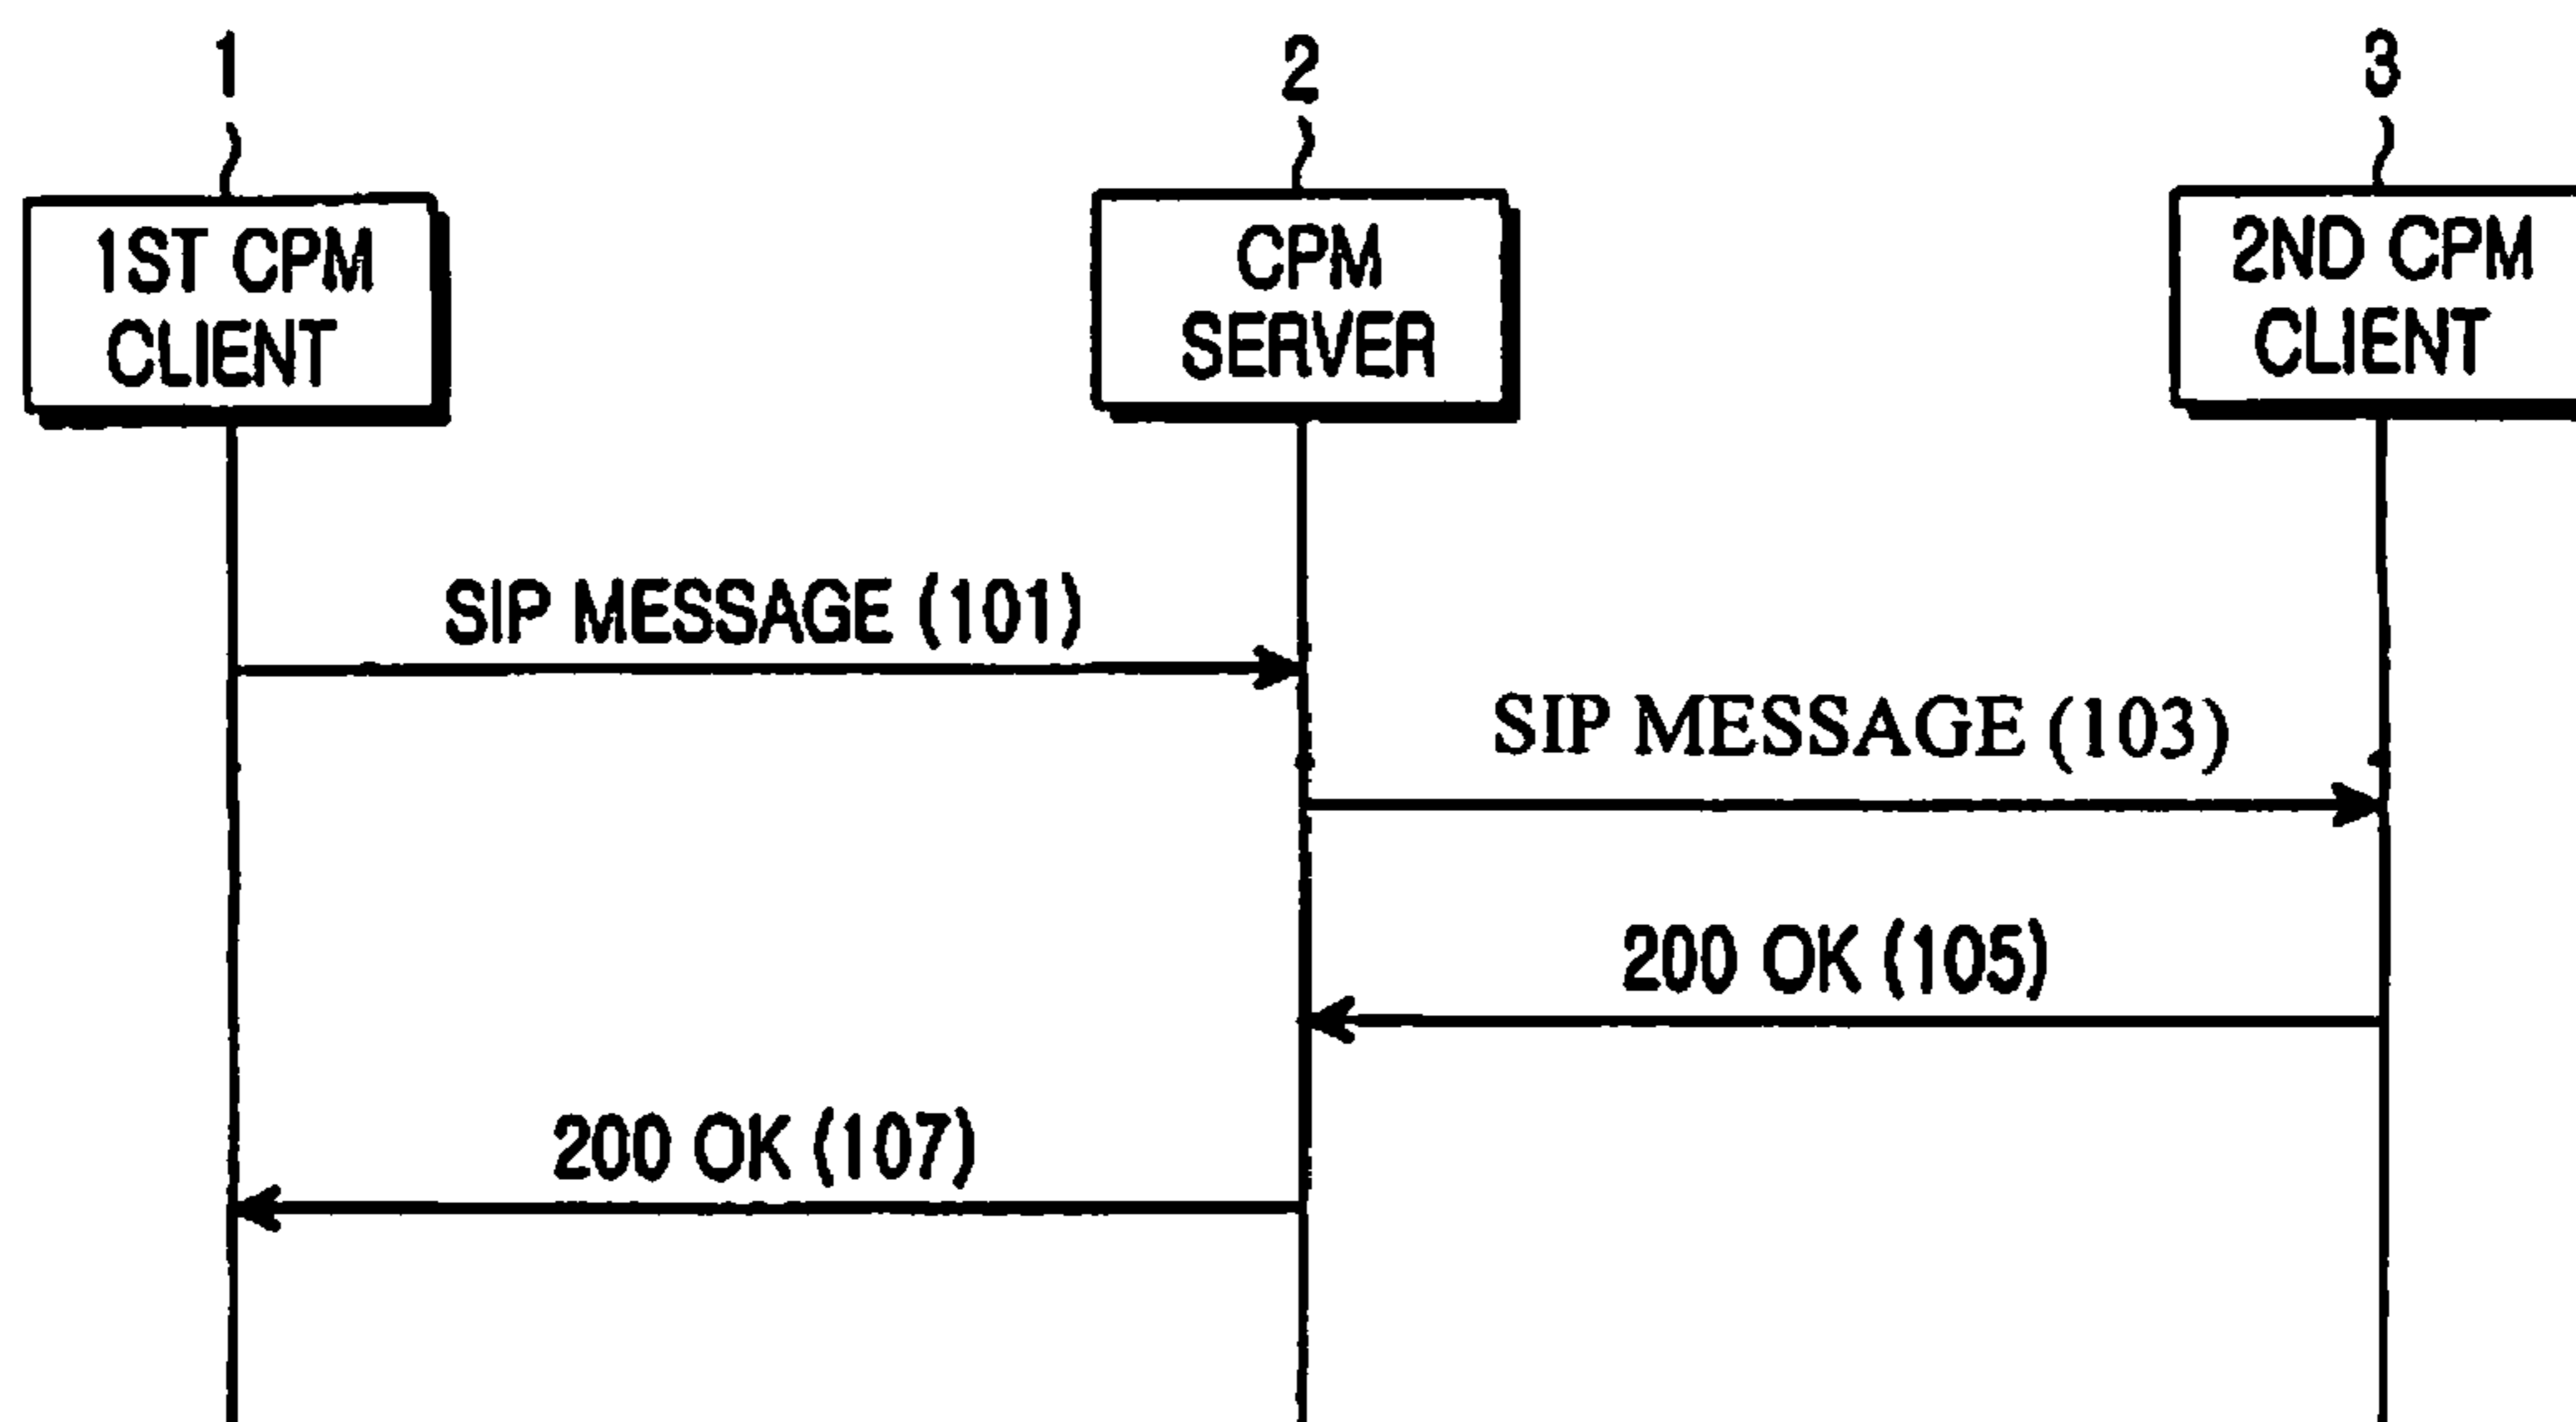 1
2
3
1ST CPM
CLIENT
CPM
SERVER
2ND CPM
CLIENT
SIP MESSAGE (101)
SIP MESSAGE (103)
200 OK (105)
200 OK (107)